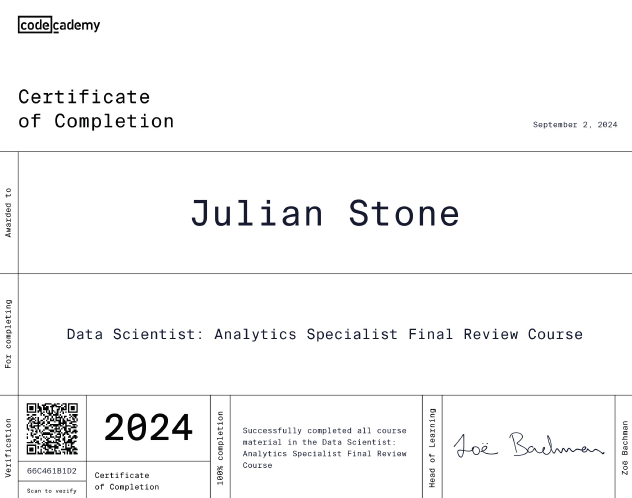 codecademy
Certificate
of Completion
September 2, 2024
Awarded to
Julian Stone
For completing
Data Scientist: Analytics Specialist Final Review Course
Verification
66C461B1D2
Scan to verify
2024
Certificate
of Completion
100% completion
Successfully completed all course
material in the Data Scientist:
Analytics Specialist Final Review
Course
Head of Learning
Zoë Bachman
Zoë Bachman